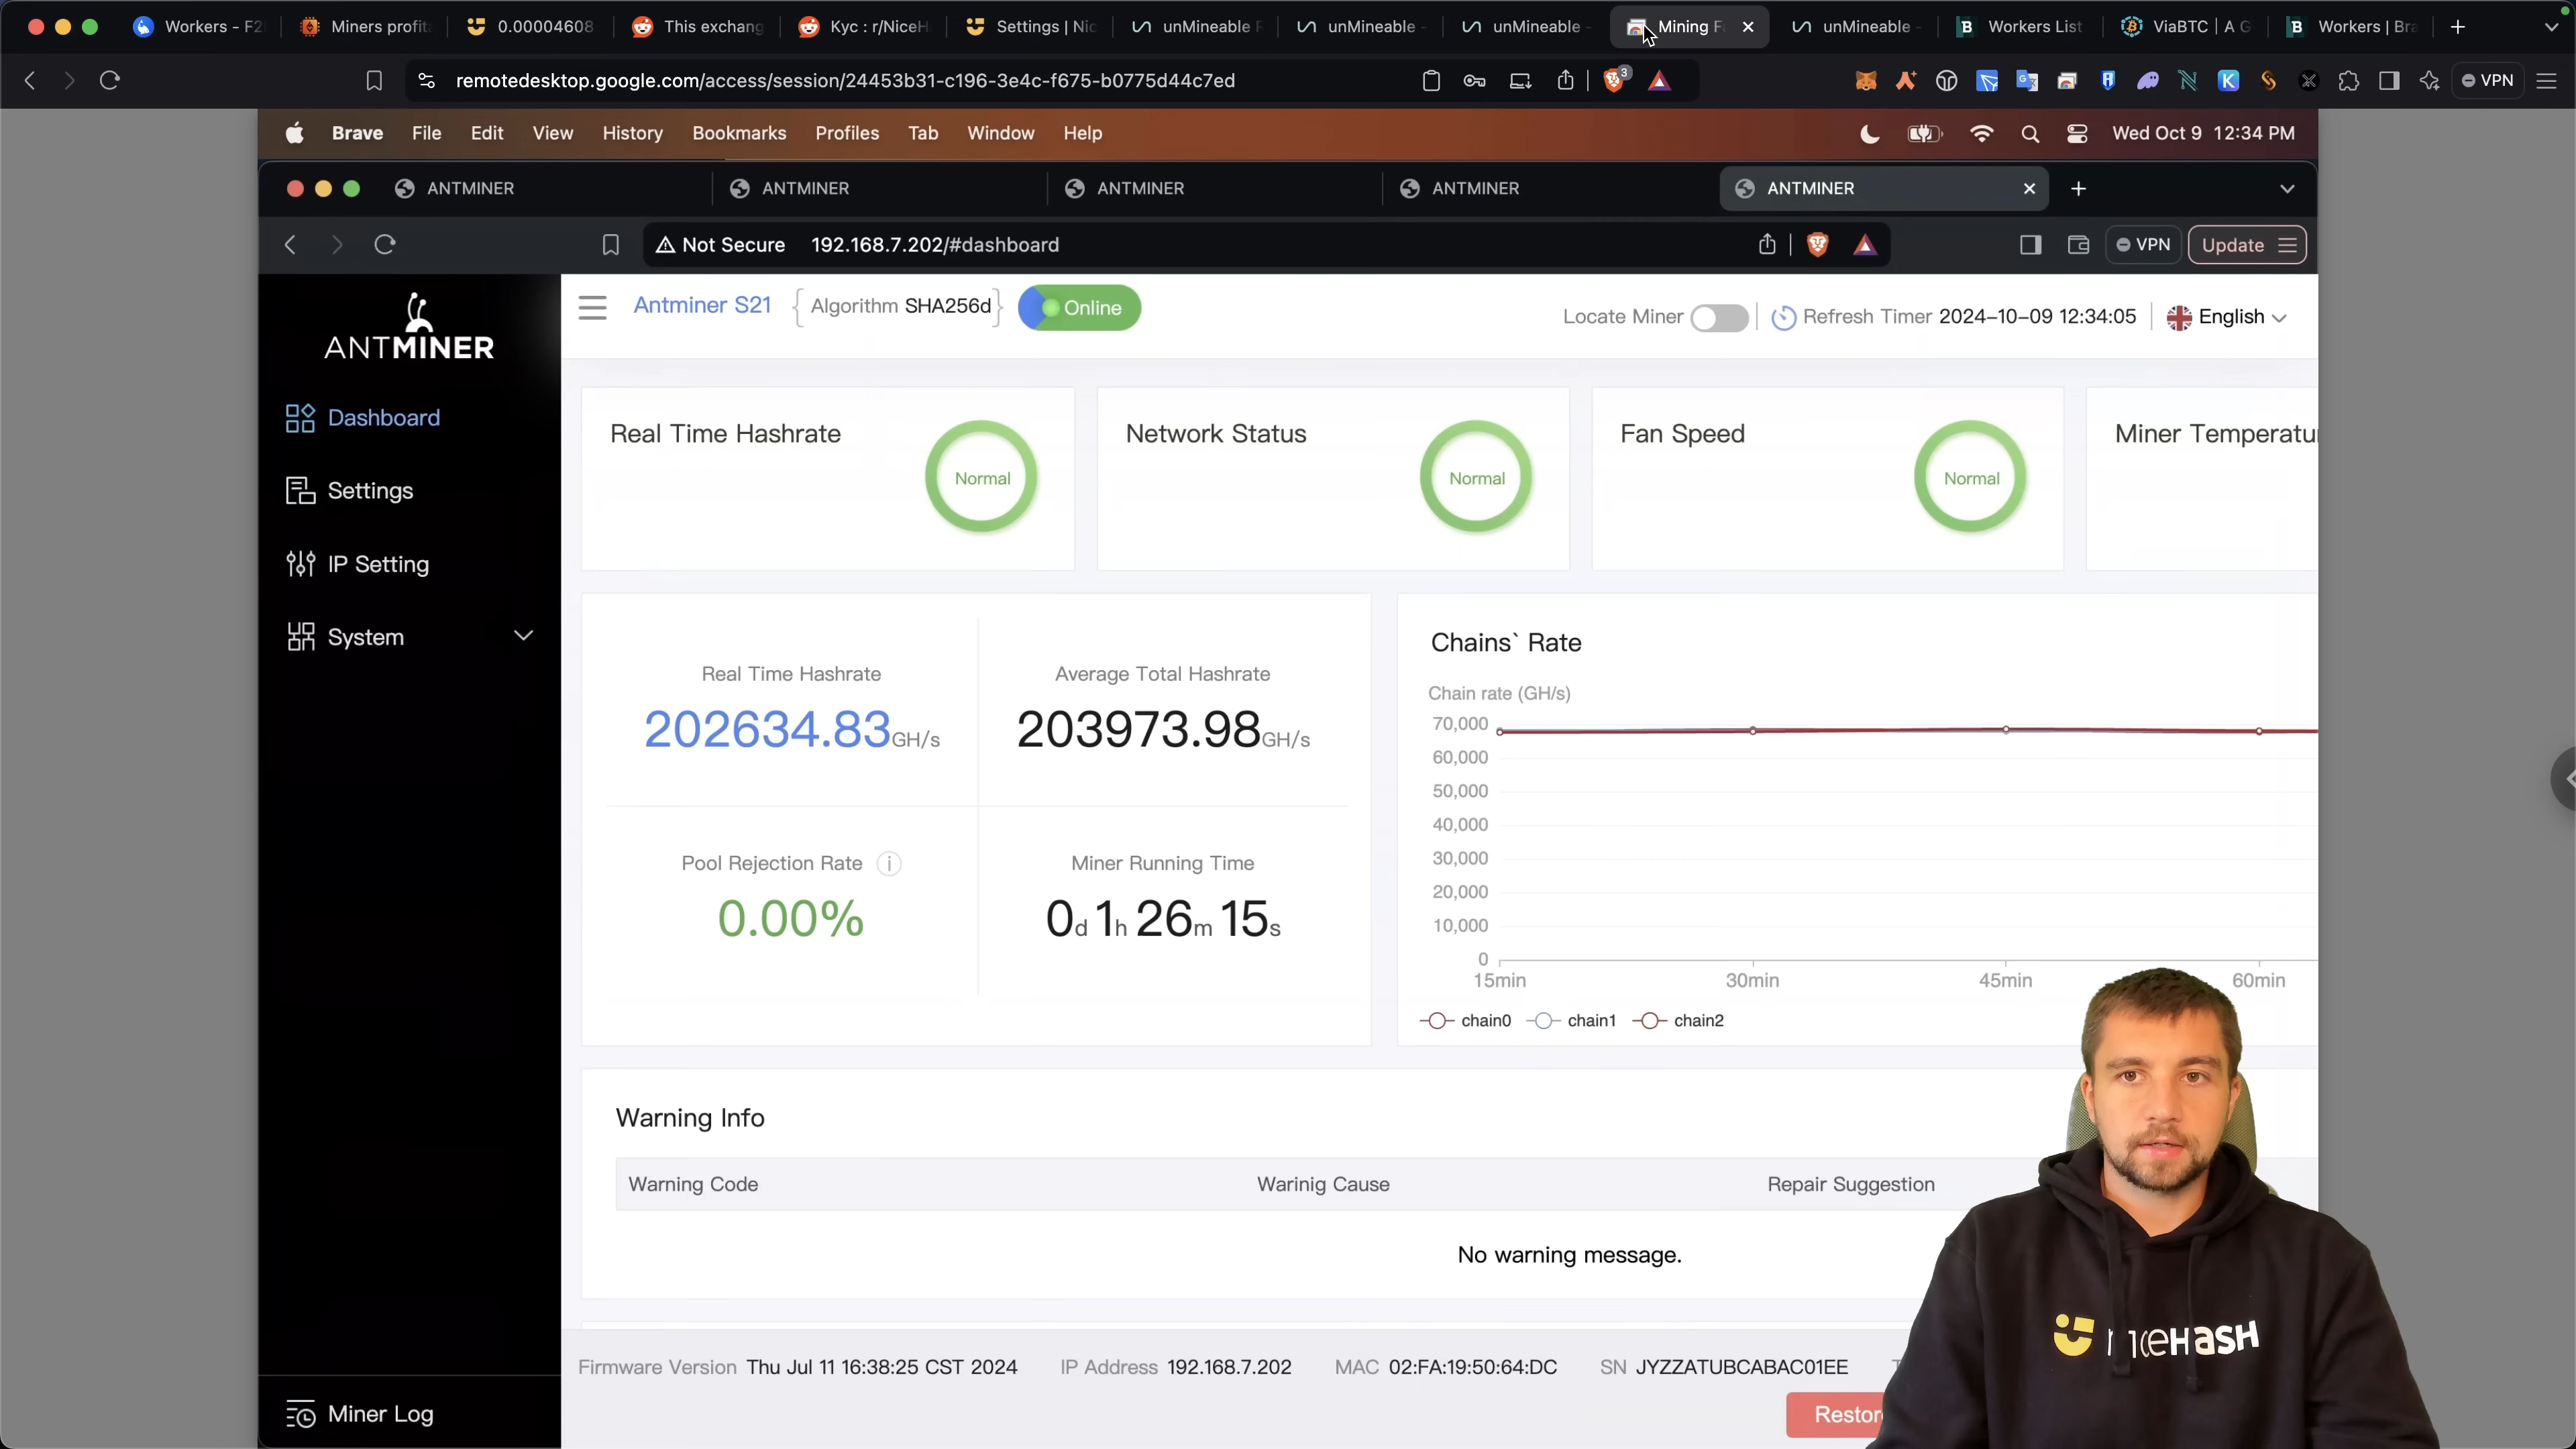 Workers - F2
Miners profit
0.00004608
This exchang
Kyc : r/NiceH
Settings | Nic
unMineable
unMineable -
unMineable -
Mining F
unMineable -
Workers List
ViaBTC | A G
Workers | Bra
remotedesktop.google.com/access/session/24453b31-c196-3e4c-f675-b0775d44c7ed
3
VPN
Brave File Edit View History Bookmarks Profiles Tab Window Help
Wed Oct 9 12:34 PM
ANTMINER
ANTMINER
ANTMINER
ANTMINER
ANTMINER
Not Secure 192.168.7.202/#dashboard
VPN
Update
ANTMINER
Dashboard
Settings
IP Setting
System
Miner Log
Antminer S21
Algorithm SHA256d
Online
Locate Miner
Refresh Timer 2024-10-09 12:34:05
English
Real Time Hashrate
Normal
Network Status
Normal
Fan Speed
Normal
Miner Temperatu
Real Time Hashrate
202634.83GH/s
Average Total Hashrate
203973.98GH/s
Pool Rejection Rate
0.00%
Miner Running Time
0d 1h 26m 15s
Chains` Rate
Chain rate (GH/s)
70,000
60,000
50,000
40,000
30,000
20,000
10,000
0
15min 30min 45min 60min
chain0 chain1 chain2
Warning Info
Warning Code Warinig Cause Repair Suggestion
No warning message.
Firmware Version Thu Jul 11 16:38:25 CST 2024 IP Address 192.168.7.202 MAC 02:FA:19:50:64:DC SN JYZZATUBCABAC01EE
Restor
niceHASH